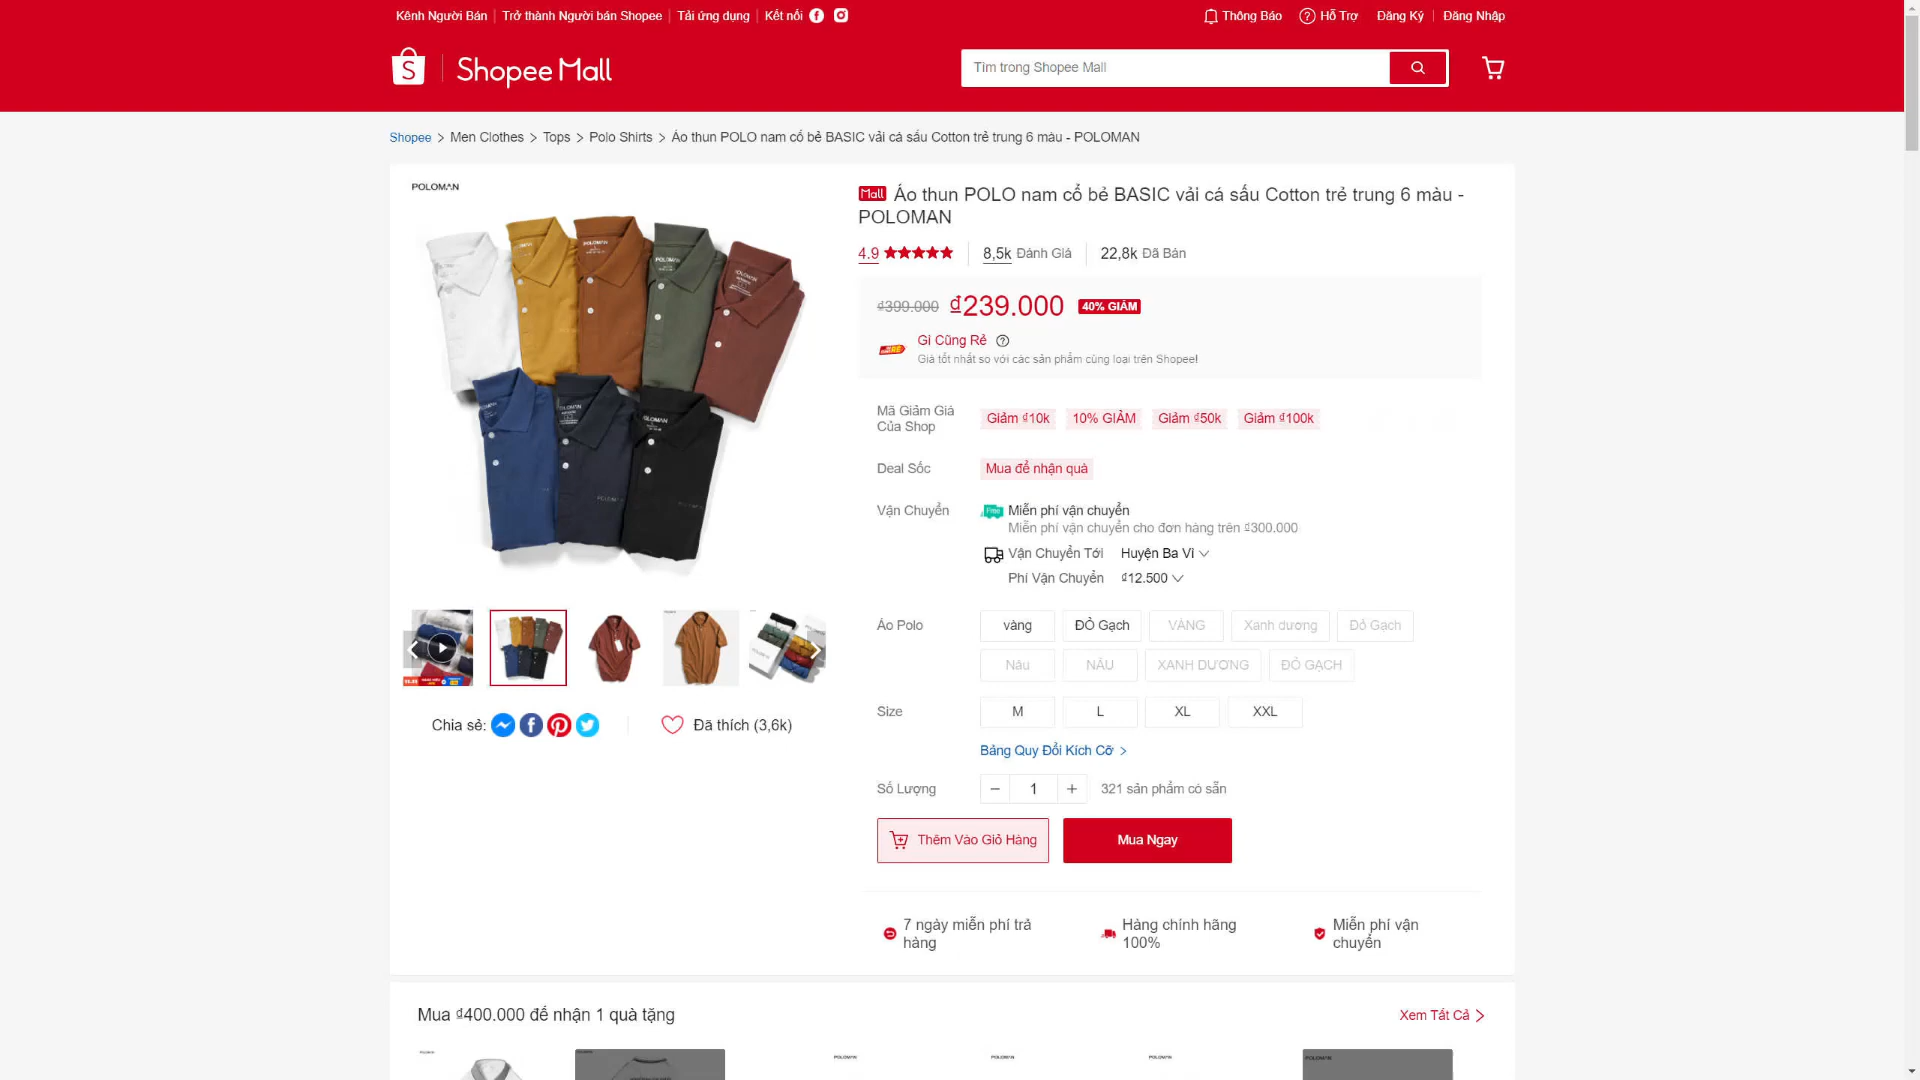 Kênh Người Bán
Trở thành Người bán Shopee
Tải ứng dụng
Kết nối
Thông Báo
Hỗ Trợ
Đăng Ký
Đăng Nhập
Shopee Mall
Tìm trong Shopee Mall
Shopee > Men Clothes > Tops > Polo Shirts > Áo thun POLO nam cổ bẻ BASIC vải cá sấu Cotton trẻ trung 6 màu - POLOMAN
POLOMAN
Mall Áo thun POLO nam cổ bẻ BASIC vải cá sấu Cotton trẻ trung 6 màu -
POLOMAN
4.9
8,5k Đánh Giá
22,8k Đã Bán
₫399.000 ₫239.000 40% GIẢM
Gì Cũng Rẻ
Giá tốt nhất so với các sản phẩm cùng loại trên Shopee!
Mã Giảm Giá
Của Shop
Giảm ₫10k
10% GIẢM
Giảm ₫50k
Giảm ₫100k
Deal Sốc
Mua để nhận quà
Vận Chuyển
Free
Miễn phí vận chuyển
Miễn phí vận chuyển cho đơn hàng trên ₫300.000
Vận Chuyển Tới
Huyện Ba Vì
Phí Vận Chuyển
₫12.500
Áo Polo
vàng
ĐỎ Gạch
VÀNG
Xanh dương
Đỏ Gạch
Nâu
NÂU
XANH DƯƠNG
ĐỎ GẠCH
Size
M
L
XL
XXL
Bảng Quy Đổi Kích Cỡ >
Số Lượng
1
321 sản phẩm có sẵn
Thêm Vào Giỏ Hàng
Mua Ngay
Chia sẻ:
Đã thích (3,6k)
7 ngày miễn phí trả
hàng
Hàng chính hãng
100%
Miễn phí vận
chuyển
Mua ₫400.000 để nhận 1 quà tặng
Xem Tất Cả
POLOMAN
POLOMAN
POLOMAN
POLOMAN
POLOMAN